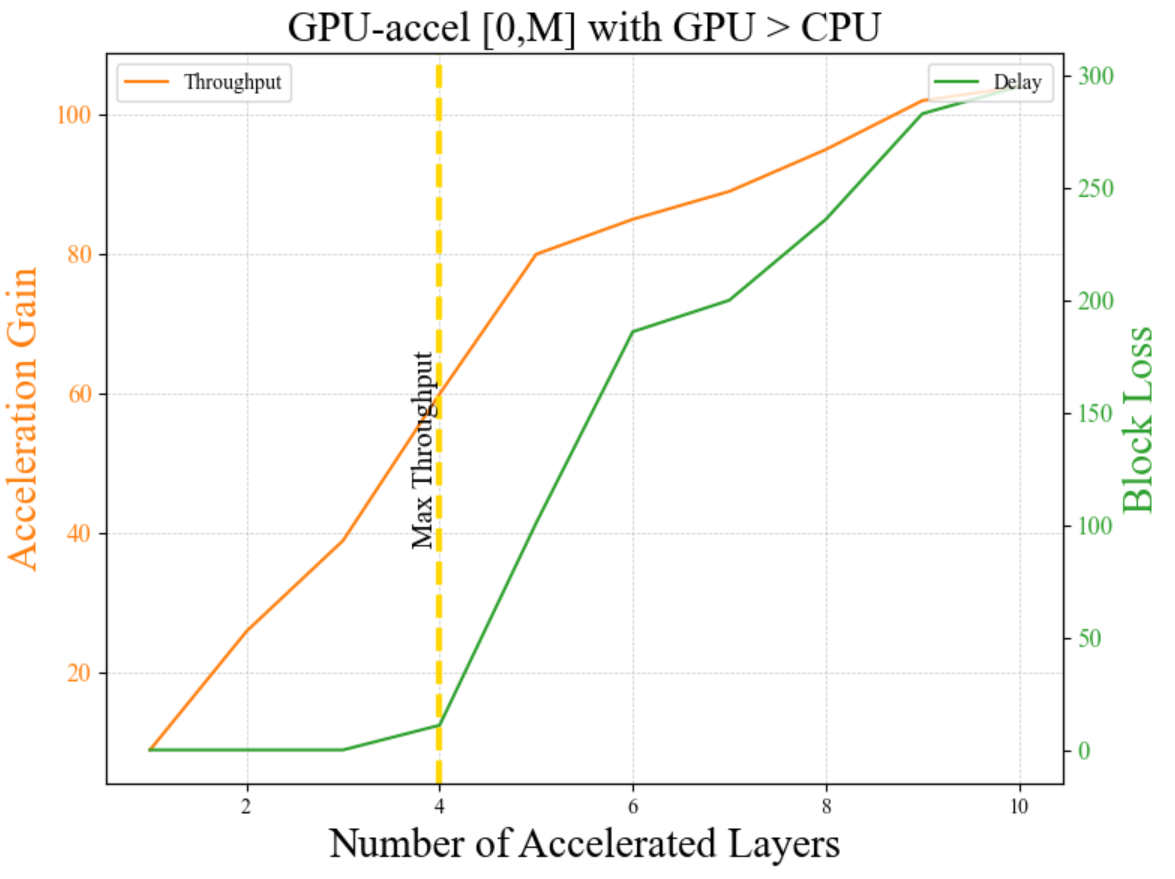 GPU-accel [0,M] with GPU > CPU
Throughput
Delay
Acceleration Gain
100
80
60
40
20
Max Throughput
300
250
200
150
100
50
0
Block Loss
2
4
6
8
10
Number of Accelerated Layers